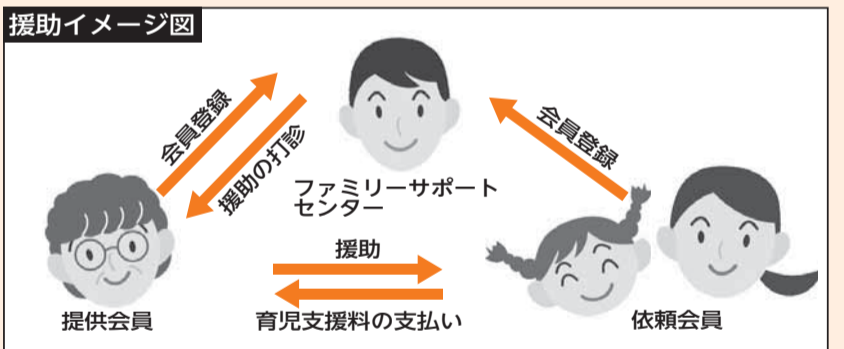 援助イメージ図
会員登録
援助の打診
会員登録
ファミリーサポート
センター
援助
育児支援料の支払い
提供会員
依頼会員